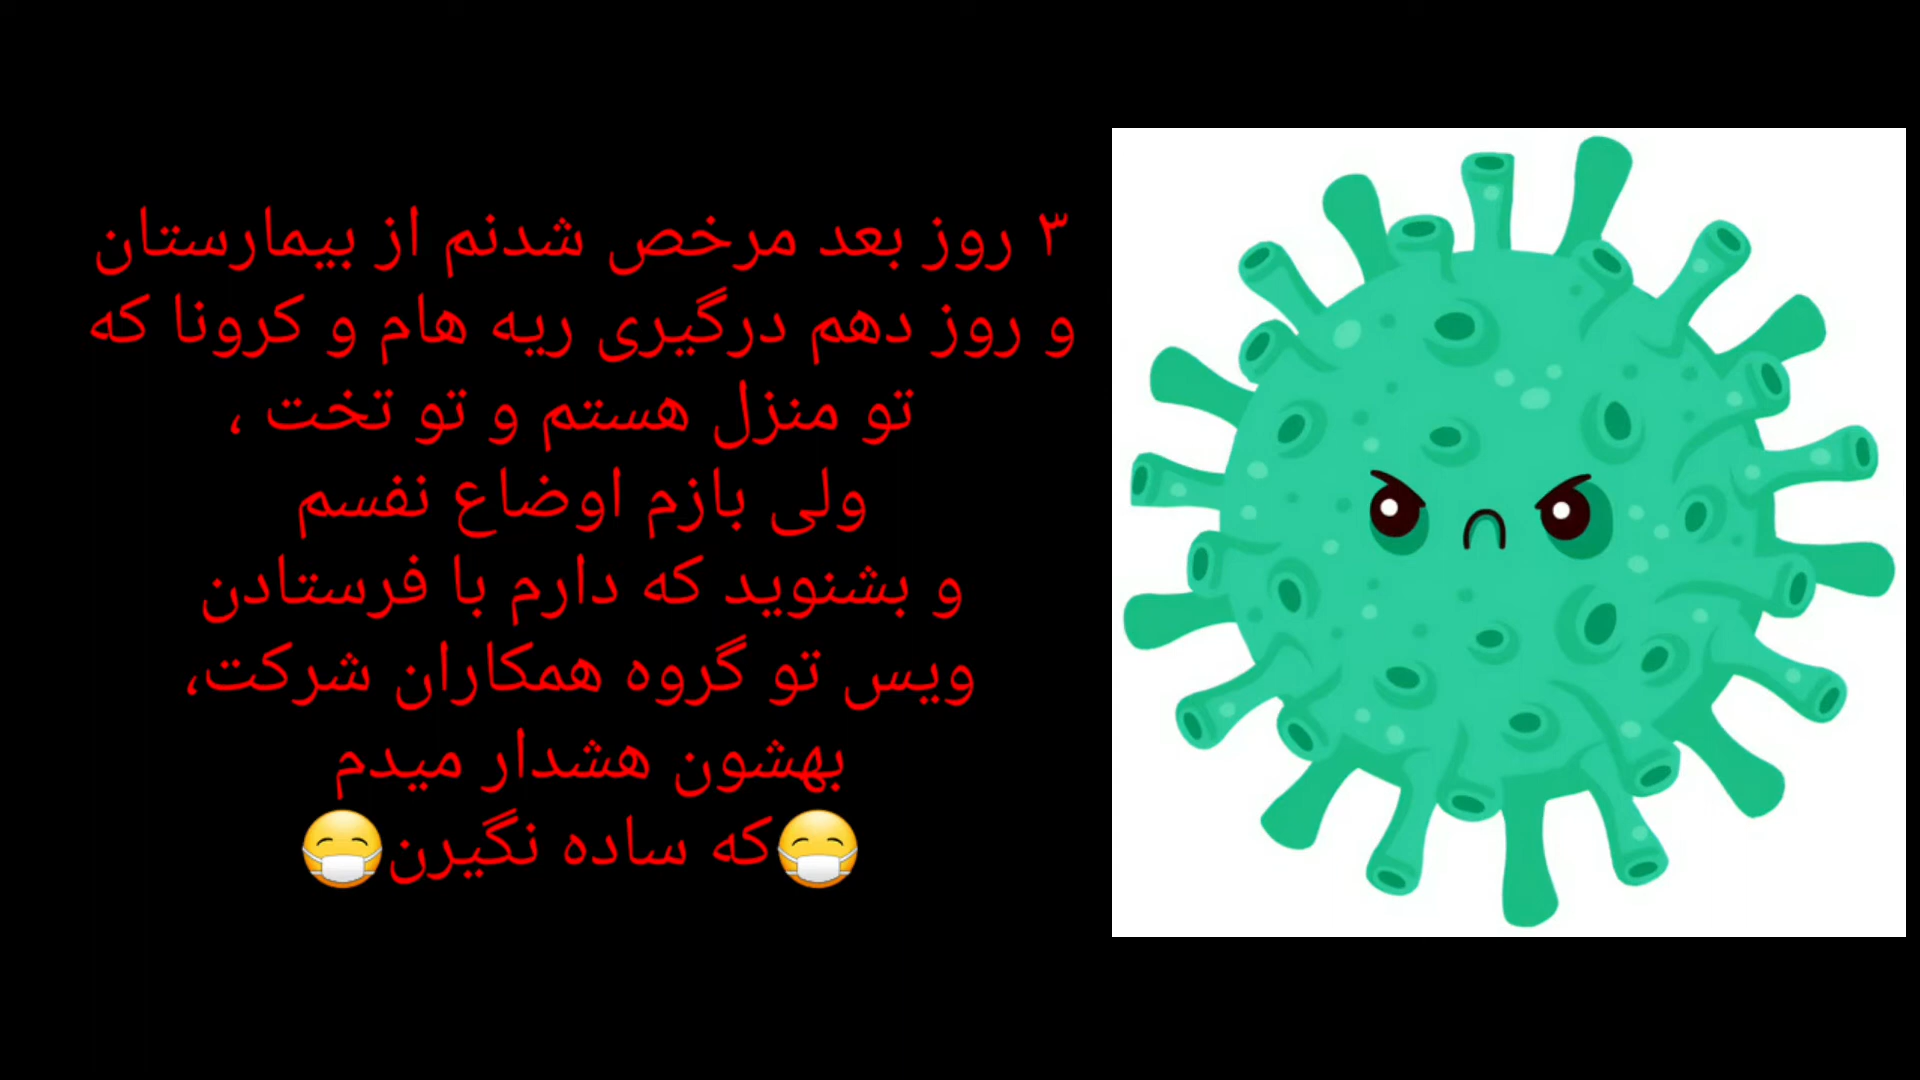 ۳ روز بعد مرخص شدنم از بیمارستان
و روز دهم درگیری ریه هام و کرونا که
تو منزل هستم و تو تخت ،
ولی بازم اوضاع نفسم
و بشنوید که دارم با فرستادن
ویس تو گروه همکاران شرکت،
بهشون هشدار میدم
😷که ساده نگیرن😷